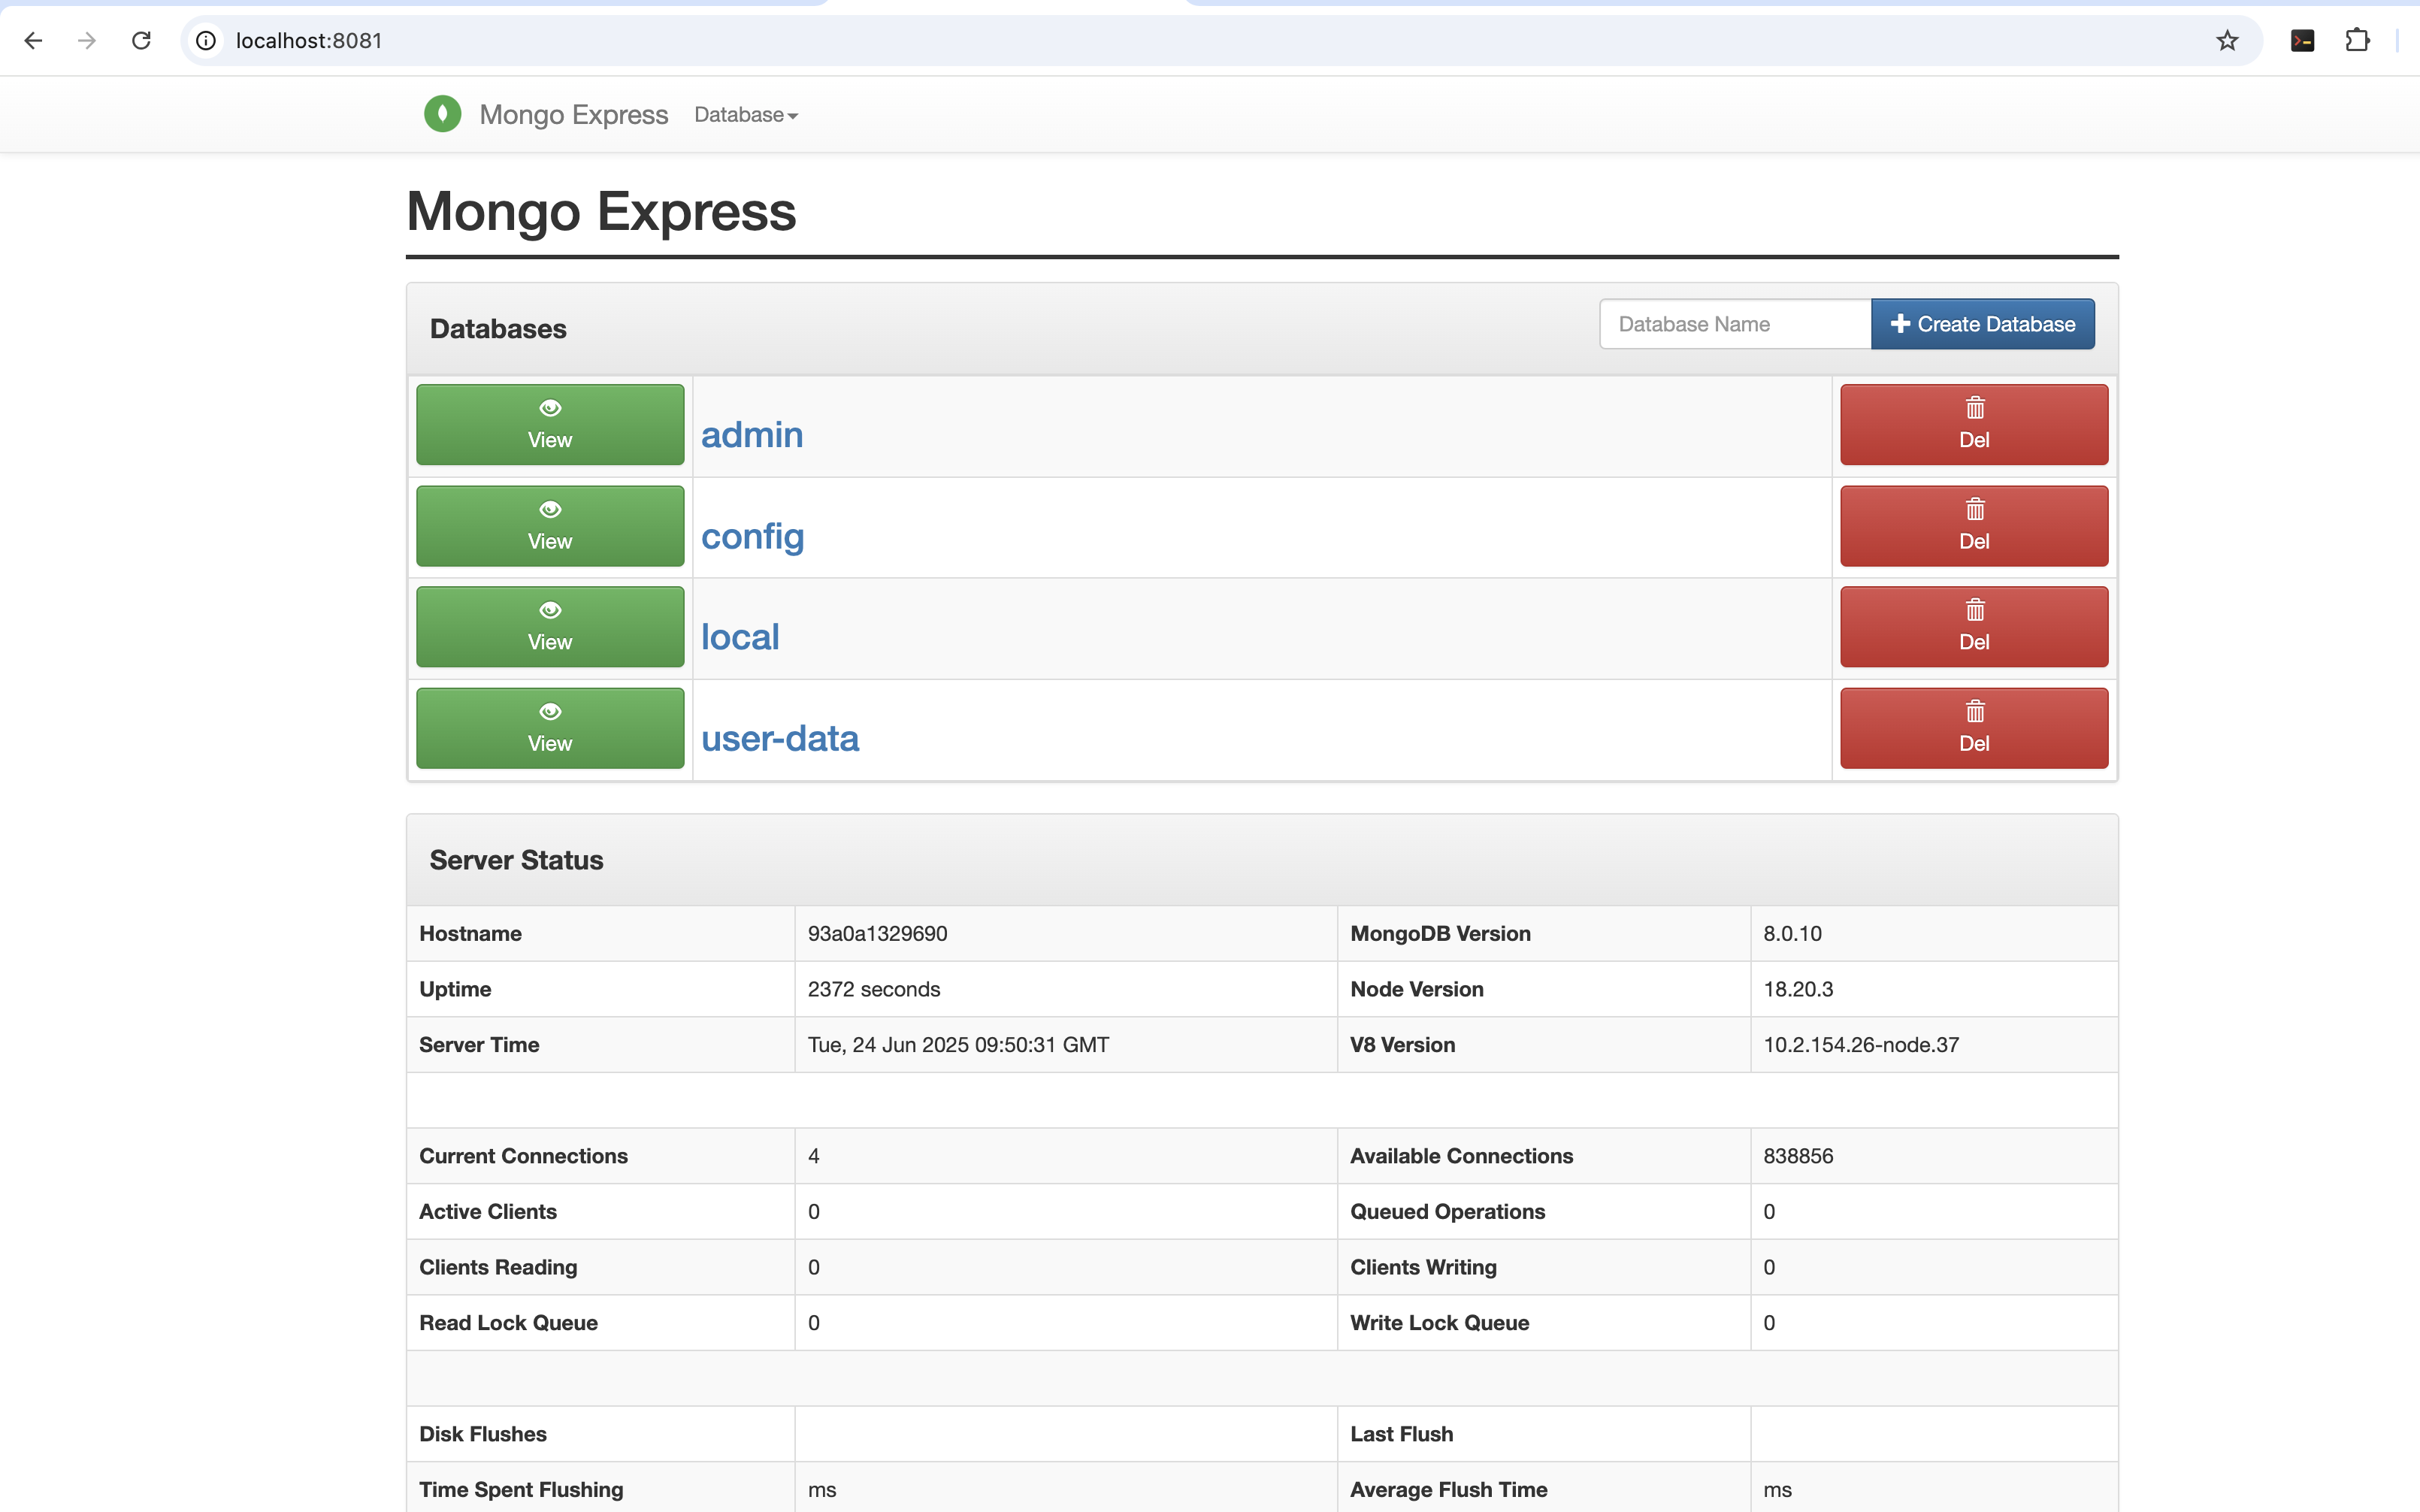 localhost:8081
Mongo Express Database
Mongo Express
Databases Database Name Create Database
View admin Del
View config Del
View local Del
View user-data Del
Server Status
Hostname 93a0a1329690 MongoDB Version 8.0.10
Uptime 2372 seconds Node Version 18.20.3
Server Time Tue, 24 Jun 2025 09:50:31 GMT V8 Version 10.2.154.26-node.37
Current Connections 4 Available Connections 838856
Active Clients 0 Queued Operations 0
Clients Reading 0 Clients Writing 0
Read Lock Queue 0 Write Lock Queue 0
Disk Flushes Last Flush
Time Spent Flushing ms Average Flush Time ms